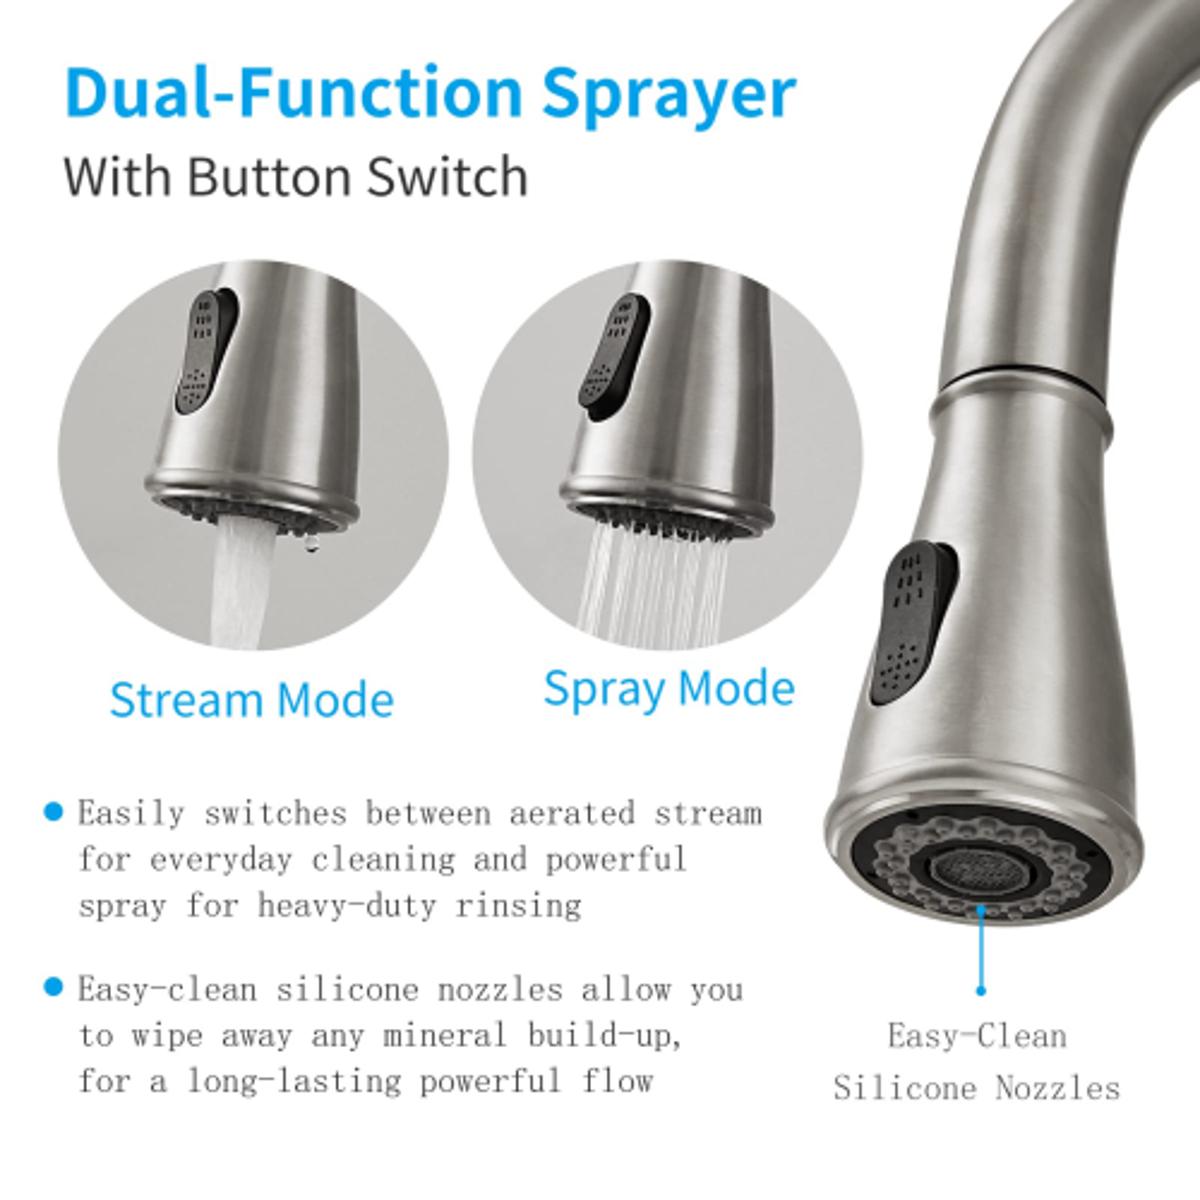 Dual-Function Sprayer
With Button Switch
Stream Mode
Spray Mode
Easily switches between aerated stream
for everyday cleaning and powerful
spray for heavy-duty rinsing
Easy-clean silicone nozzles allow you
to wipe away any mineral build-up,
for a long-lasting powerful flow
Easy-Clean
Silicone Nozzles